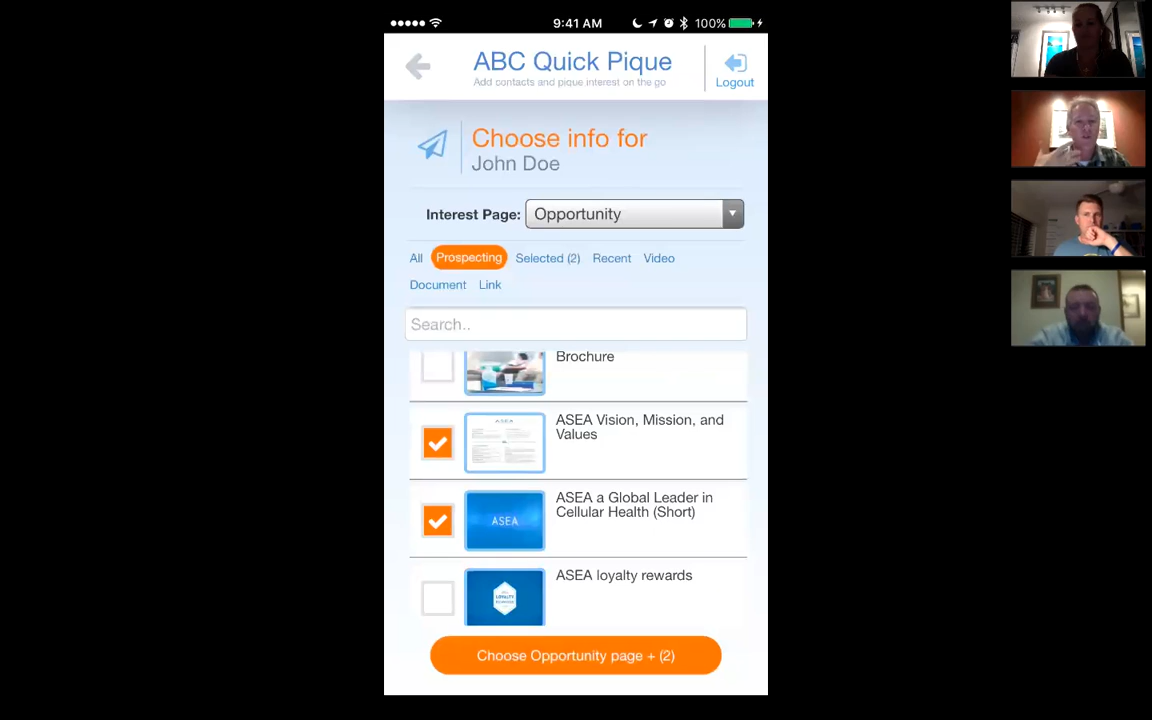 9:41 AM 100%
ABC Quick Pique
Add contacts and pique interest on the go
Logout
Choose info for
John Doe
Interest Page: Opportunity
All Prospecting Selected (2) Recent Video
Document Link
Search..
Brochure
ASEA Vision, Mission, and
Values
ASEA
ASEA a Global Leader in
Cellular Health (Short)
ASEA
ASEA loyalty rewards
LOYALTY
Choose Opportunity page + (2)